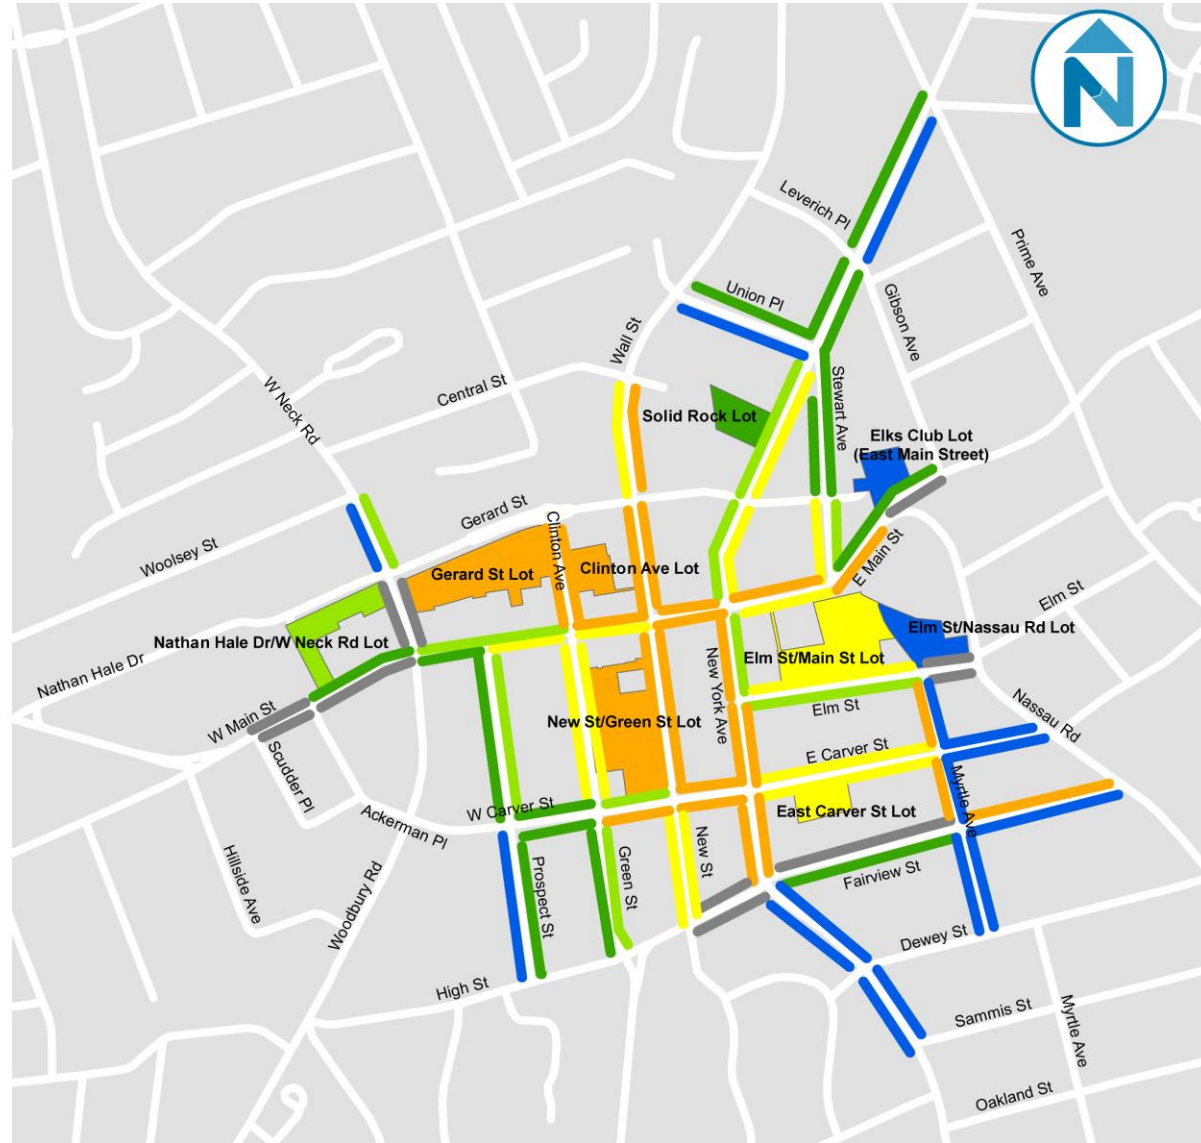 N
Leverich Pl
Prime Ave
Union Pl
Gibson Ave
Wall St
W Neck Rd
Central St
Stewart Ave
Solid Rock Lot
Elks Club Lot
(East Main Street)
Gerard St
Clinton Ave
Woolsey St
E Main St
Gerard St Lot
Clinton Ave Lot
Elm St
Nathan Hale Dr/W Neck Rd Lot
Elm St/Nassau Rd Lot
Nathan Hale Dr
Elm St/Main St Lot
New York Ave
W Main St
New St/Green St Lot
Elm St
Nassau Rd
Scudder Pl
E Carver St
Myrtle Ave
W Carver St
East Carver St Lot
Ackerman Pl
New St
Hillside Ave
Prospect St
Green St
Fairview St
Woodbury Rd
Dewey St
High St
Sammis St
Myrtle Ave
Oakland St